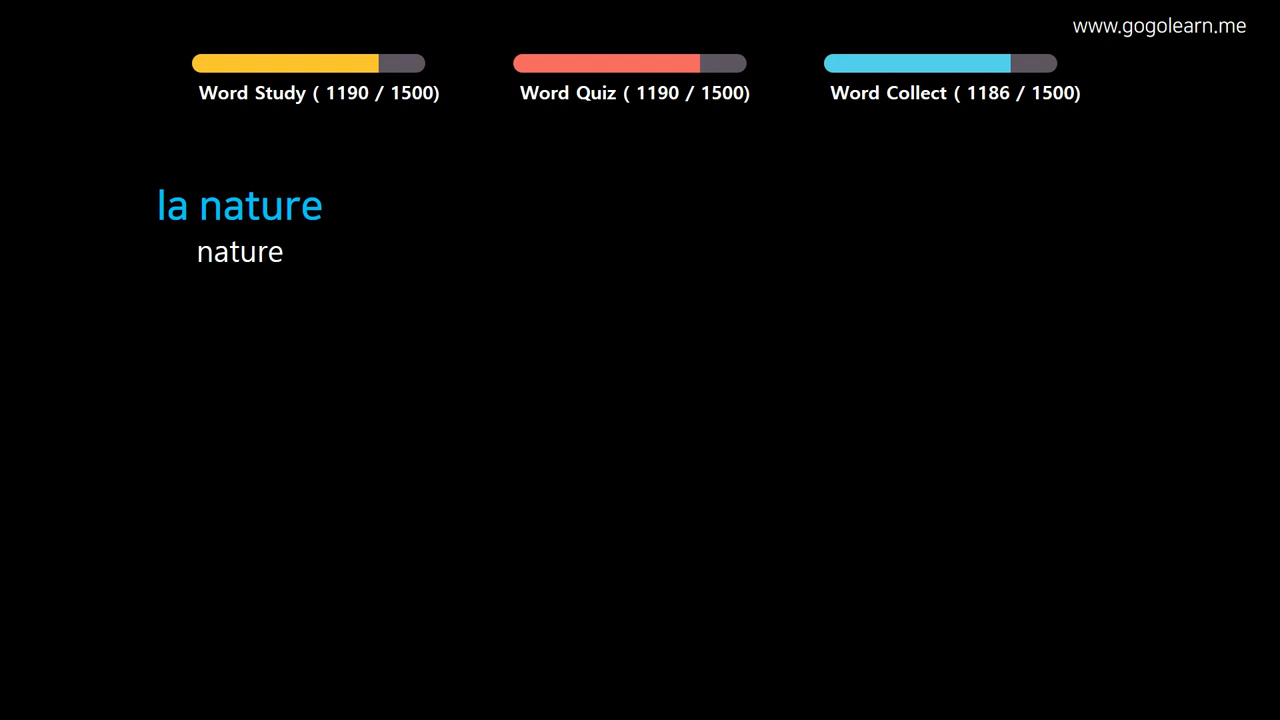 www.gogolearn.me
Word Study ( 1190 / 1500)
Word Quiz ( 1190 / 1500)
Word Collect ( 1186 / 1500)
la nature
nature